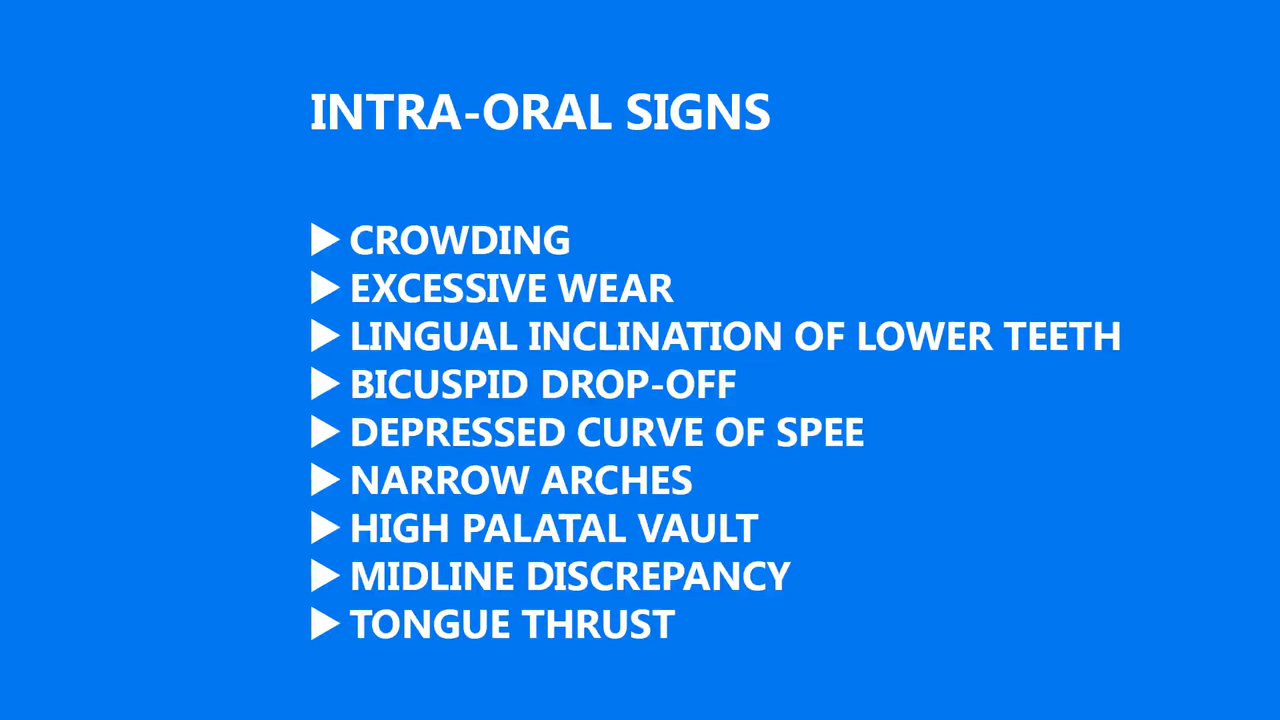 INTRA-ORAL SIGNS
▶ CROWDING
▶ EXCESSIVE WEAR
▶ LINGUAL INCLINATION OF LOWER TEETH
▶ BICUSPID DROP-OFF
▶ DEPRESSED CURVE OF SPEE
▶ NARROW ARCHES
▶ HIGH PALATAL VAULT
▶ MIDLINE DISCREPANCY
▶ TONGUE THRUST